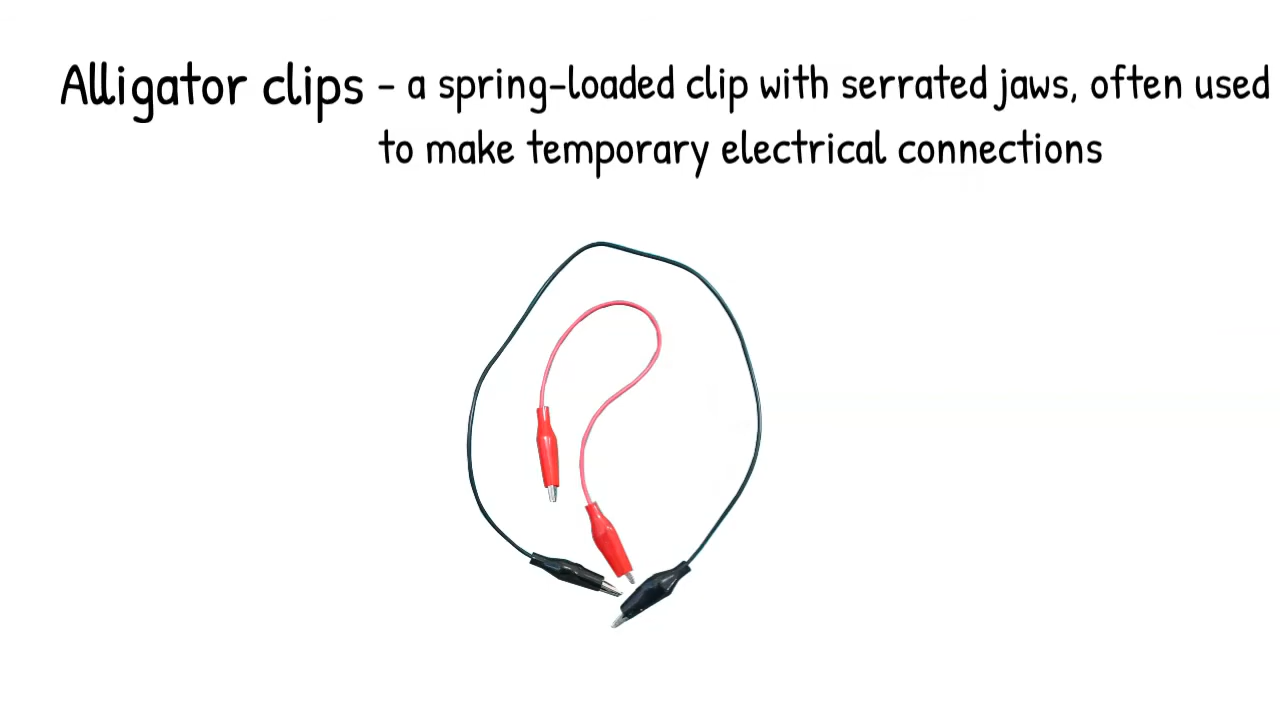 Alligator clips - a spring-loaded clip with serrated jaws, often used
to make temporary electrical connections